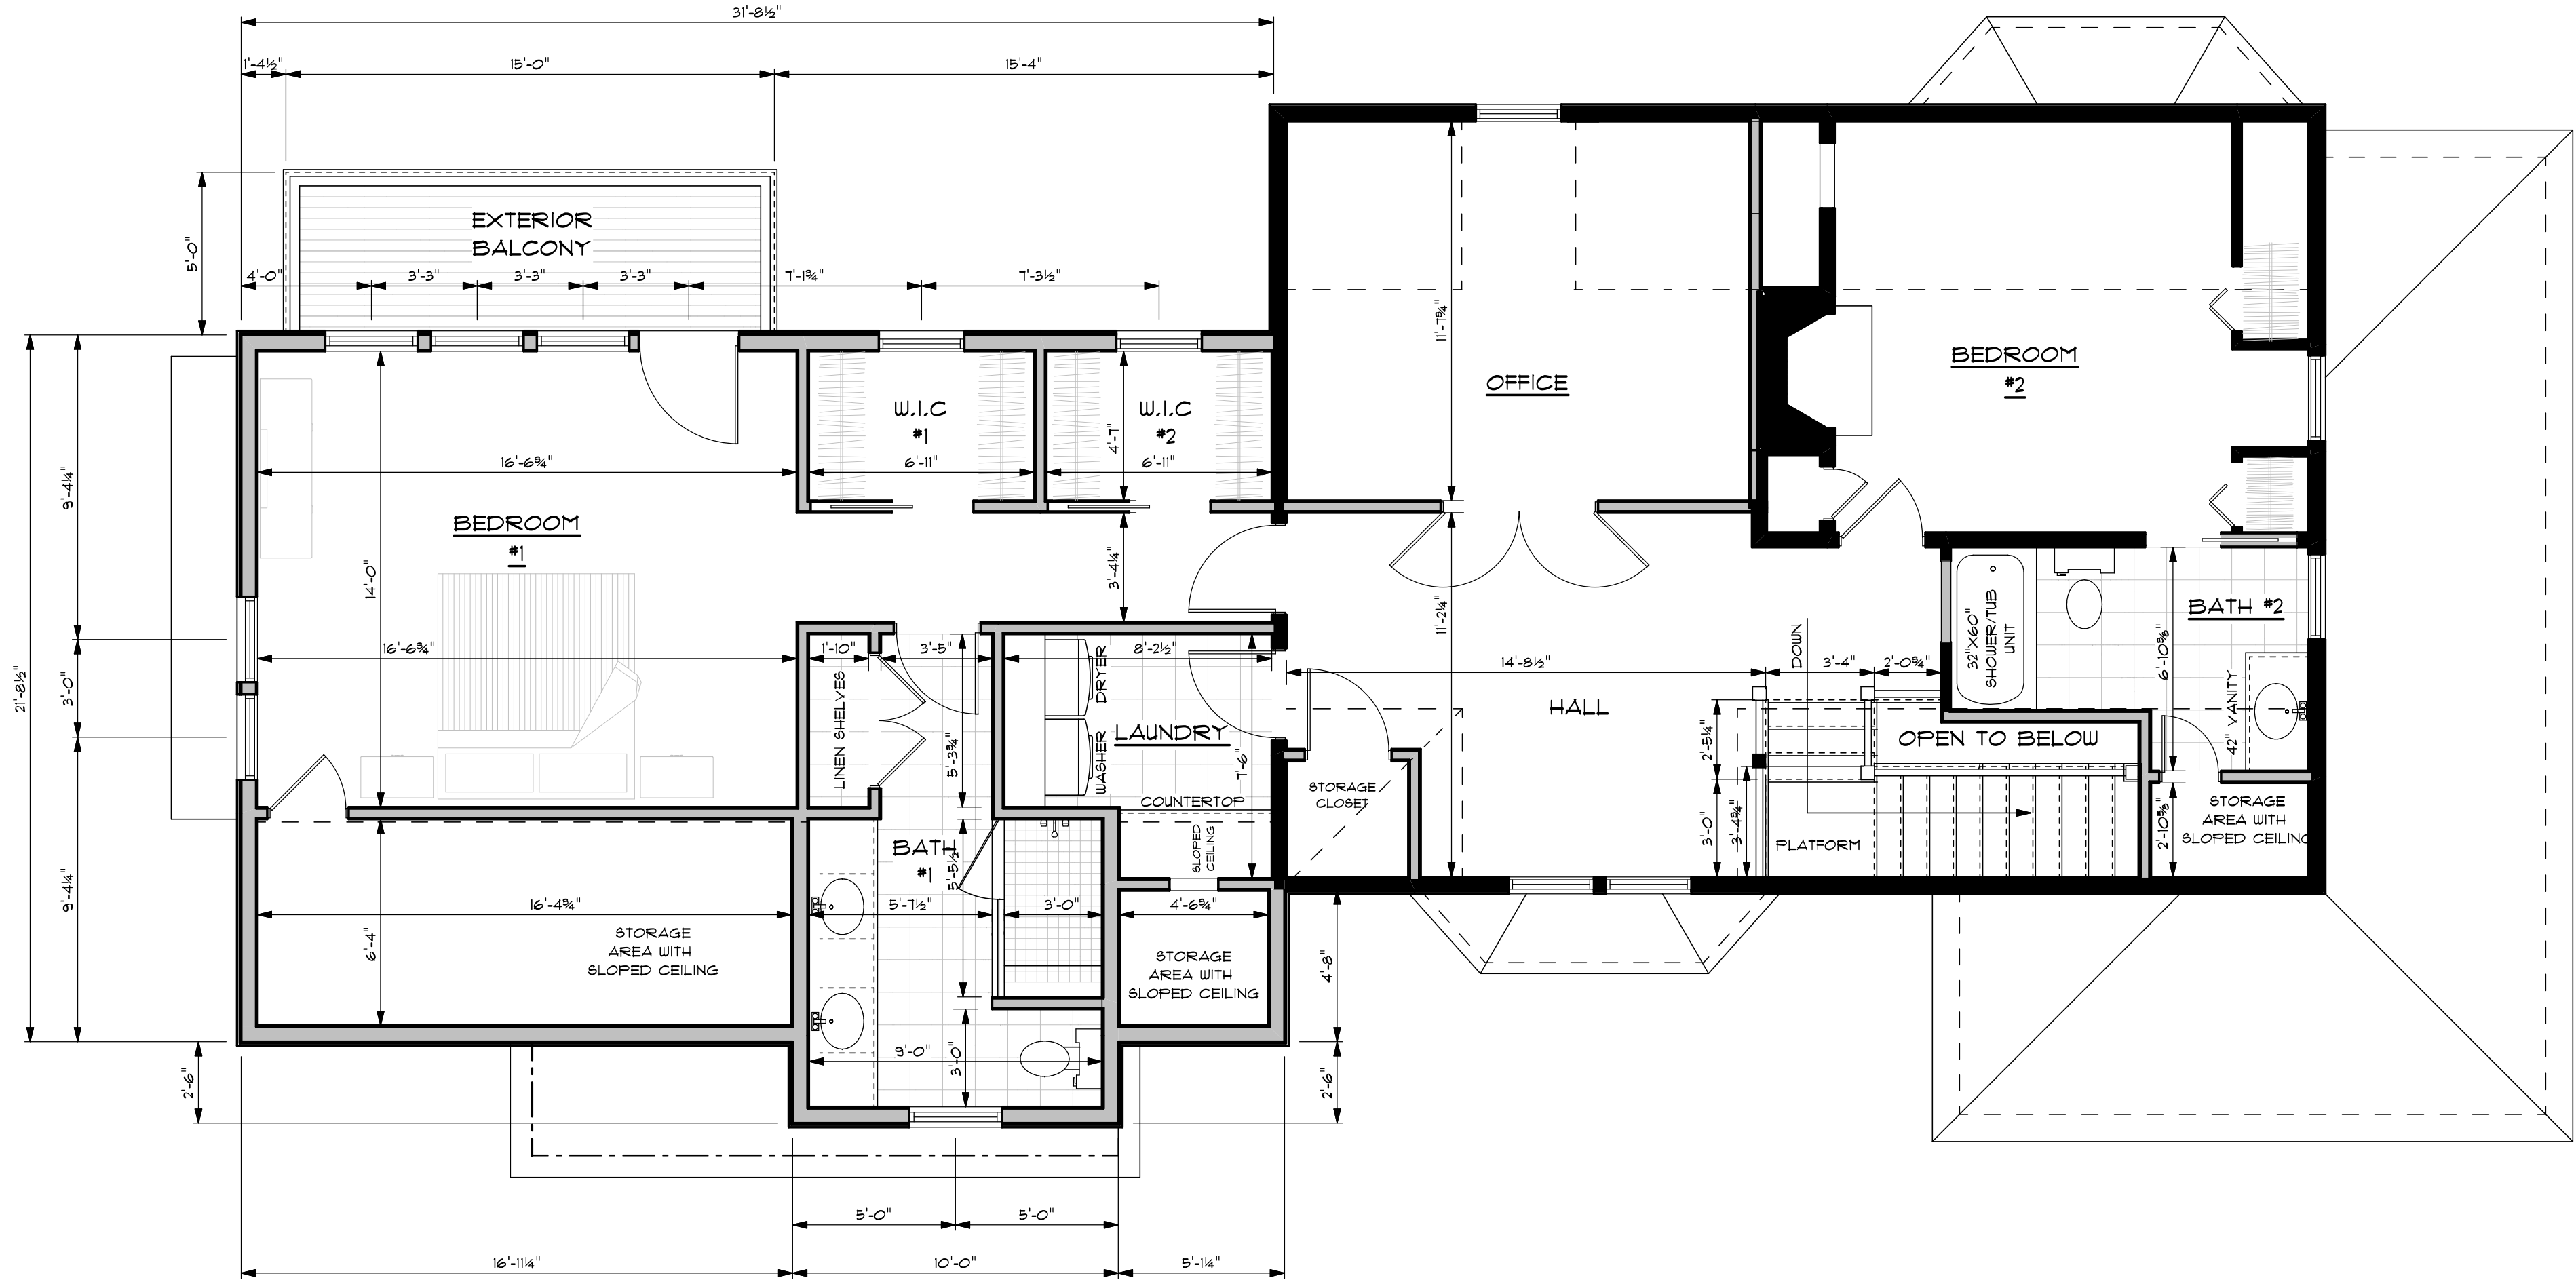 31'-8½"
1'-4½"
15'-0"
15'-4"
5'-0"
EXTERIOR
BALCONY
4'-0"
3'-3"
3'-3"
3'-3"
7'-1¾"
7'-3½"
11'-7¾"
OFFICE
BEDROOM
#2
W.I.C
#1
6'-11"
W.I.C
#2
4'-7"
6'-11"
16'-6¾"
BEDROOM
#1
14'-0"
16'-6¾"
21'-8½"
9'-4¼"
3'-0"
9'-4¼"
3'-4¼"
11'-2¼"
1'-10"
3'-5"
8'-2½"
LINEN SHELVES
5'-3¾"
DRYER
WASHER
LAUNDRY
7'-6"
COUNTERTOP
SLOPED
CEILING
14'-8½"
DOWN
3'-4"
2'-0¾"
HALL
STORAGE
CLOSET
2'-5¼"
3'-0"
3'-4¾"
PLATFORM
OPEN TO BELOW
32"X60"
SHOWER/TUB
UNIT
BATH #2
6'-10⅝"
42" VANITY
2'-10⅝"
STORAGE
AREA WITH
SLOPED CEILING
BATH
#1
5'-5½"
5'-7½"
3'-0"
4'-6¾"
16'-4¾"
6'-4"
STORAGE
AREA WITH
SLOPED CEILING
STORAGE
AREA WITH
SLOPED CEILING
9'-0"
3'-0"
4'-8"
2'-6"
2'-6"
5'-0"
5'-0"
16'-11¼"
10'-0"
5'-1¼"